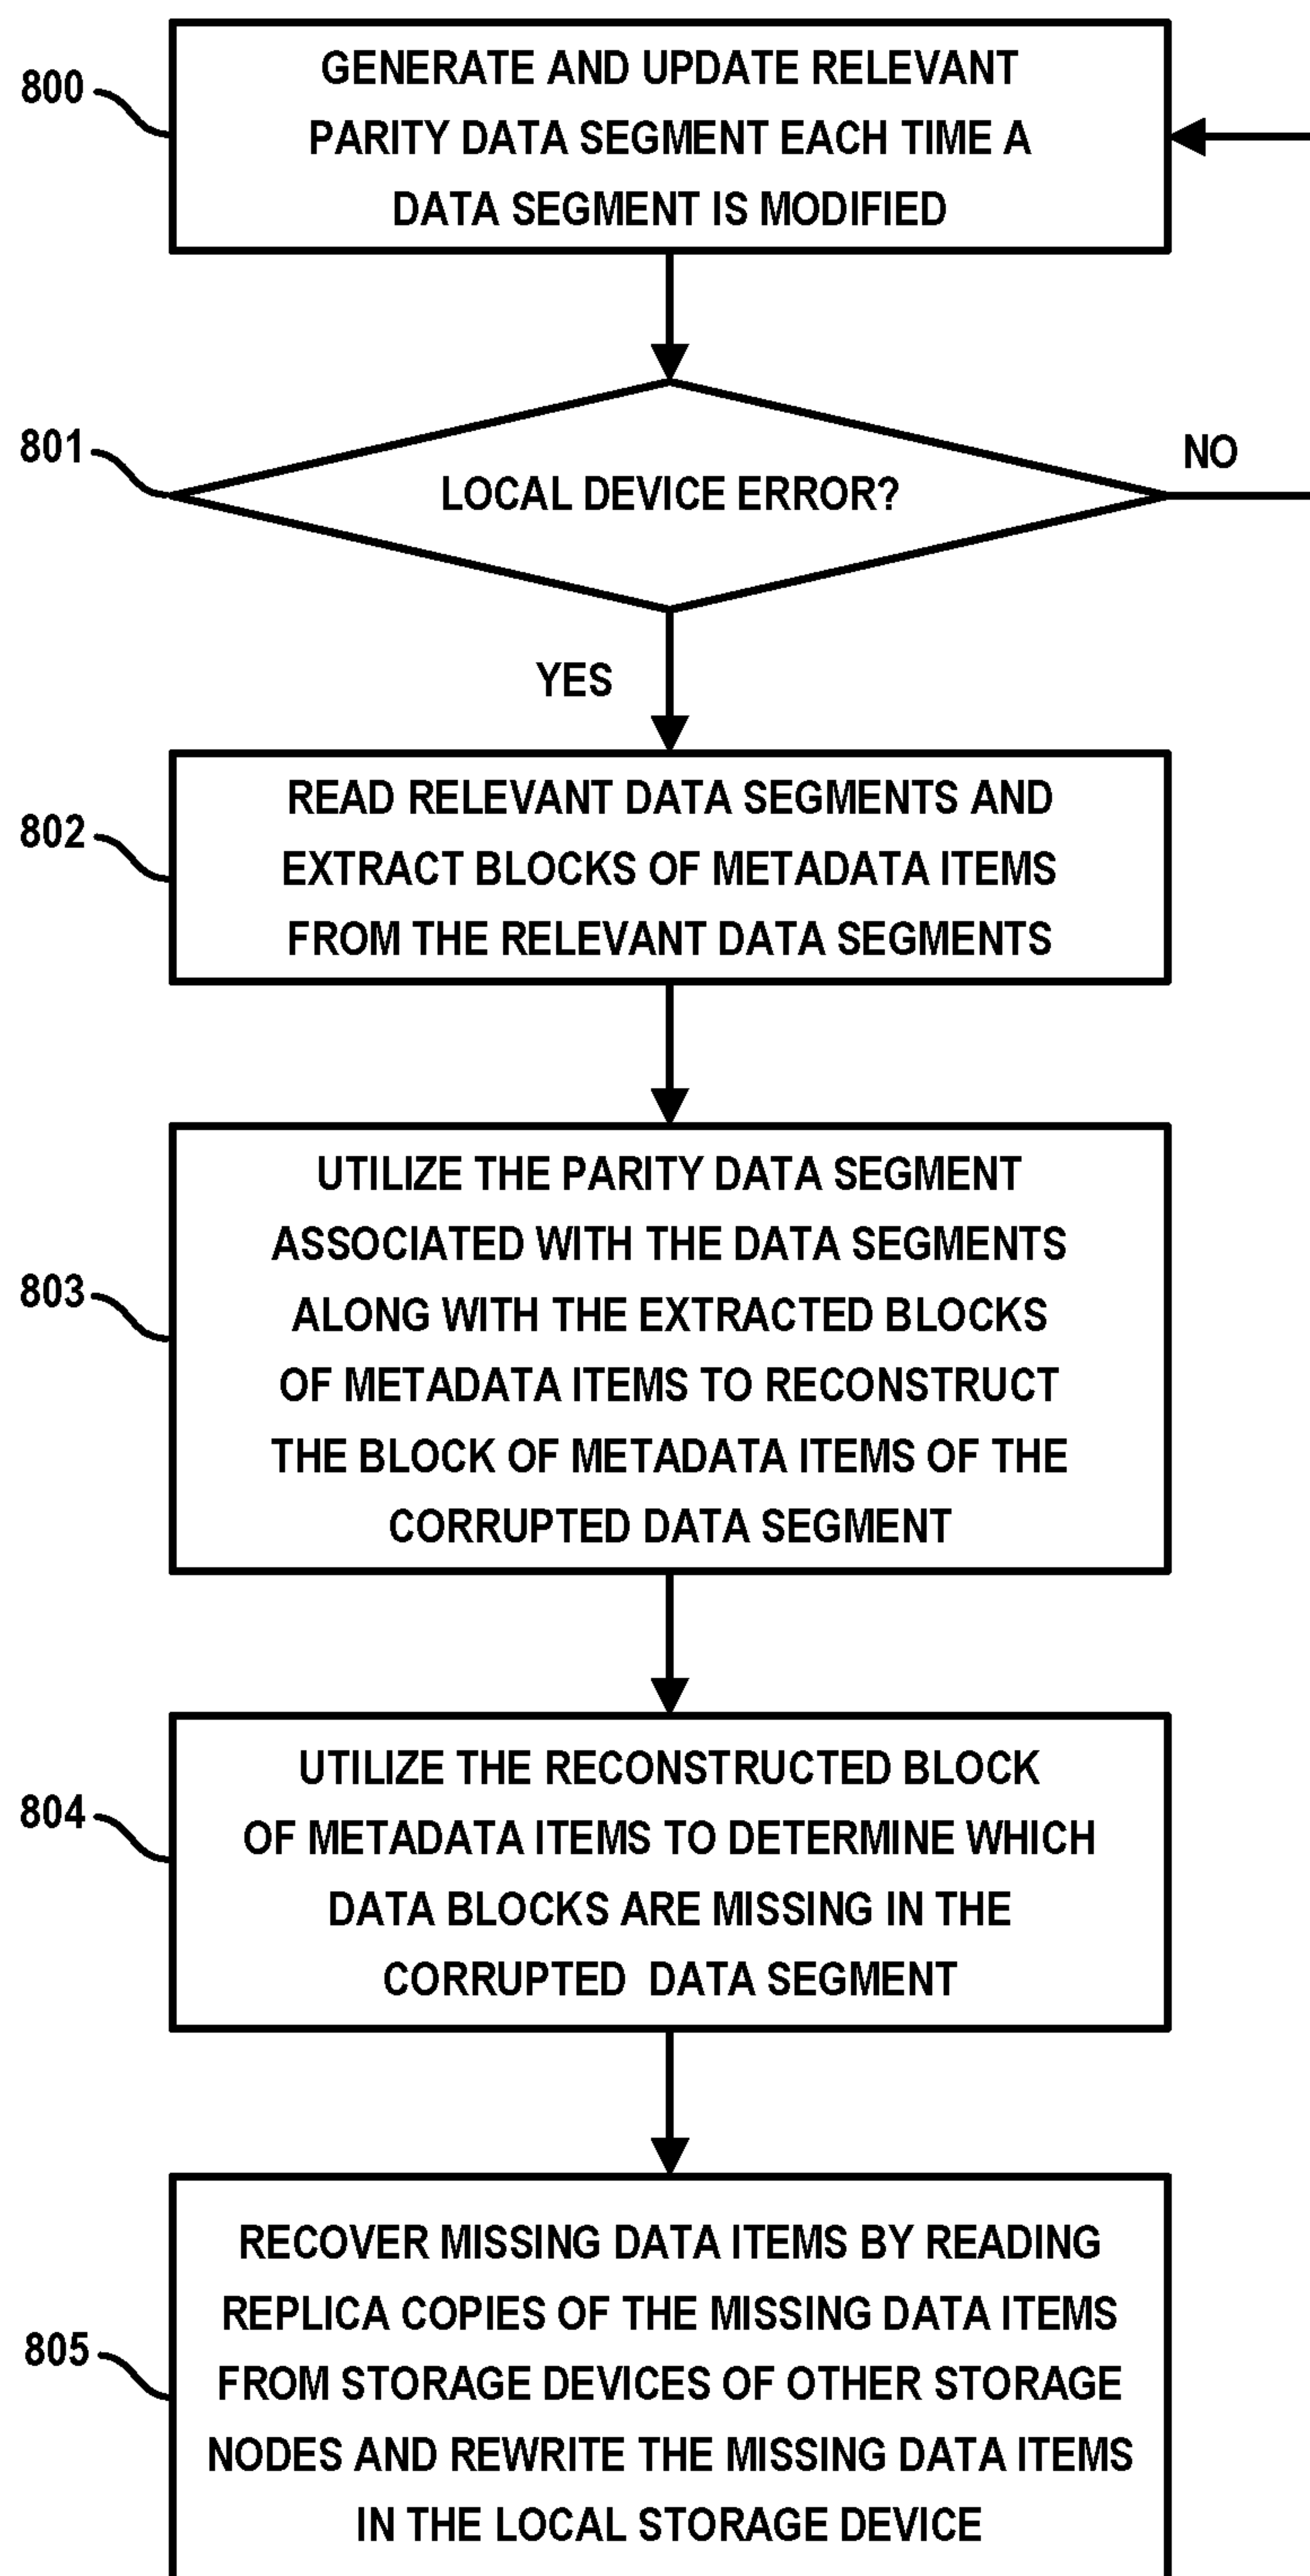 800
GENERATE AND UPDATE RELEVANT
PARITY DATA SEGMENT EACH TIME A
DATA SEGMENT IS MODIFIED
801
LOCAL DEVICE ERROR?
NO
YES
802
READ RELEVANT DATA SEGMENTS AND
EXTRACT BLOCKS OF METADATA ITEMS
FROM THE RELEVANT DATA SEGMENTS
803
UTILIZE THE PARITY DATA SEGMENT
ASSOCIATED WITH THE DATA SEGMENTS
ALONG WITH THE EXTRACTED BLOCKS
OF METADATA ITEMS TO RECONSTRUCT
THE BLOCK OF METADATA ITEMS OF THE
CORRUPTED DATA SEGMENT
804
UTILIZE THE RECONSTRUCTED BLOCK
OF METADATA ITEMS TO DETERMINE WHICH
DATA BLOCKS ARE MISSING IN THE
CORRUPTED DATA SEGMENT
805
RECOVER MISSING DATA ITEMS BY READING
REPLICA COPIES OF THE MISSING DATA ITEMS
FROM STORAGE DEVICES OF OTHER STORAGE
NODES AND REWRITE THE MISSING DATA ITEMS
IN THE LOCAL STORAGE DEVICE